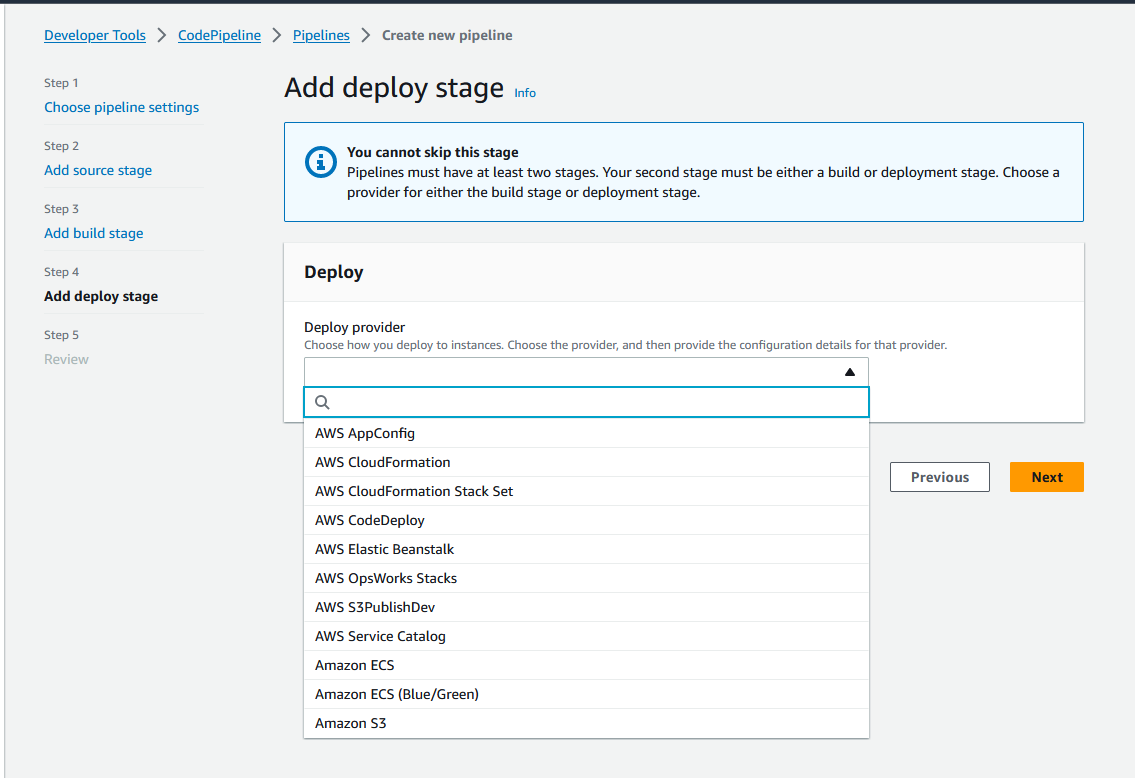 Developer Tools > CodePipeline > Pipelines > Create new pipeline
Step 1
Choose pipeline settings
Step 2
Add source stage
Step 3
Add build stage
Step 4
Add deploy stage
Step 5
Review
Add deploy stage Info
You cannot skip this stage
Pipelines must have at least two stages. Your second stage must be either a build or deployment stage. Choose a
provider for either the build stage or deployment stage.
Deploy
Deploy provider
Choose how you deploy to instances. Choose the provider, and then provide the configuration details for that provider.
AWS AppConfig
AWS CloudFormation
AWS CloudFormation Stack Set
AWS CodeDeploy
AWS Elastic Beanstalk
AWS OpsWorks Stacks
AWS S3PublishDev
AWS Service Catalog
Amazon ECS
Amazon ECS (Blue/Green)
Amazon S3
Previous Next